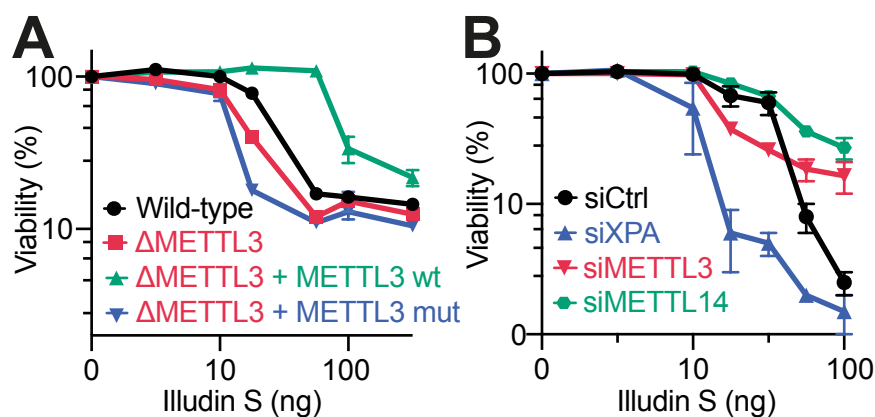 A
Viability (%)
100
10
Wild-type
ΔMETTL3
ΔMETTL3 + METTL3 wt
ΔMETTL3 + METTL3 mut
0 10 100
Illudin S (ng)
B
Viability (%)
100
10
0
siCtrl
siXPA
siMETTL3
siMETTL14
0 10 100
Illudin S (ng)